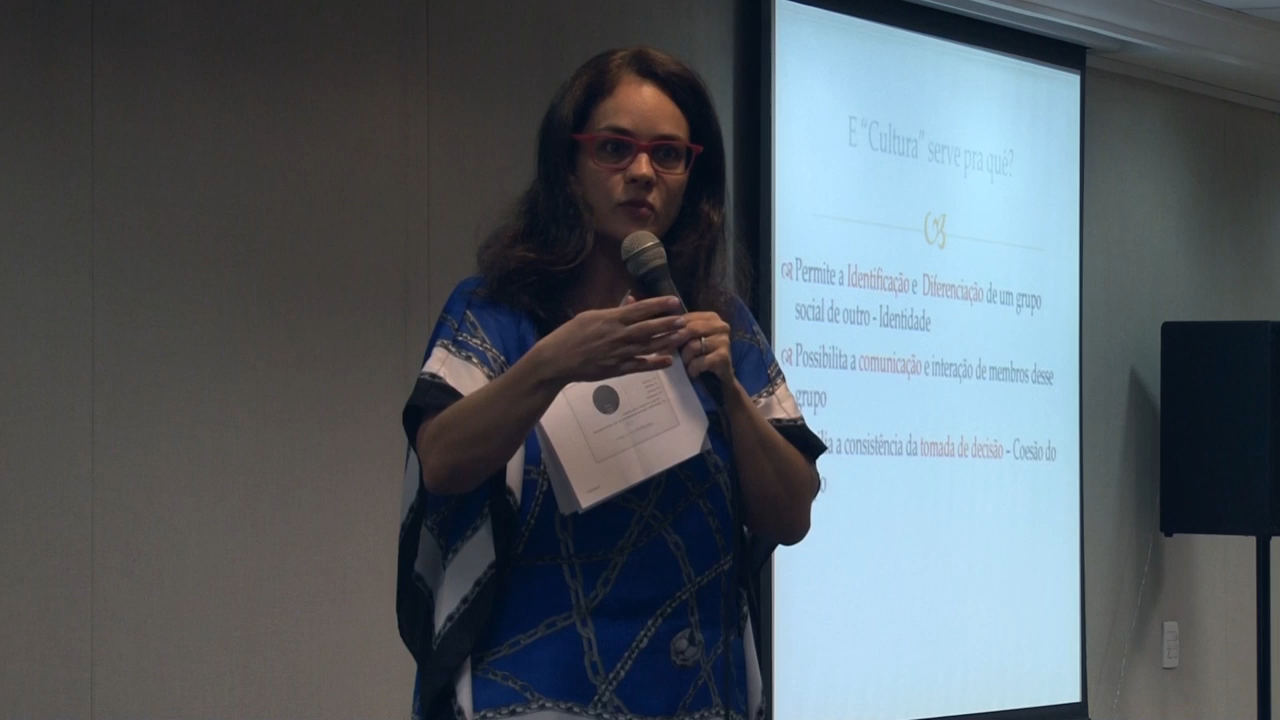 E “Cultura” serve pra quê?
Permite a Identificação e Diferenciação de um grupo
social de outro - Identidade
Possibilita a comunicação e interação de membros desse
grupo
a consistência da tomada de decisão – Coesão do